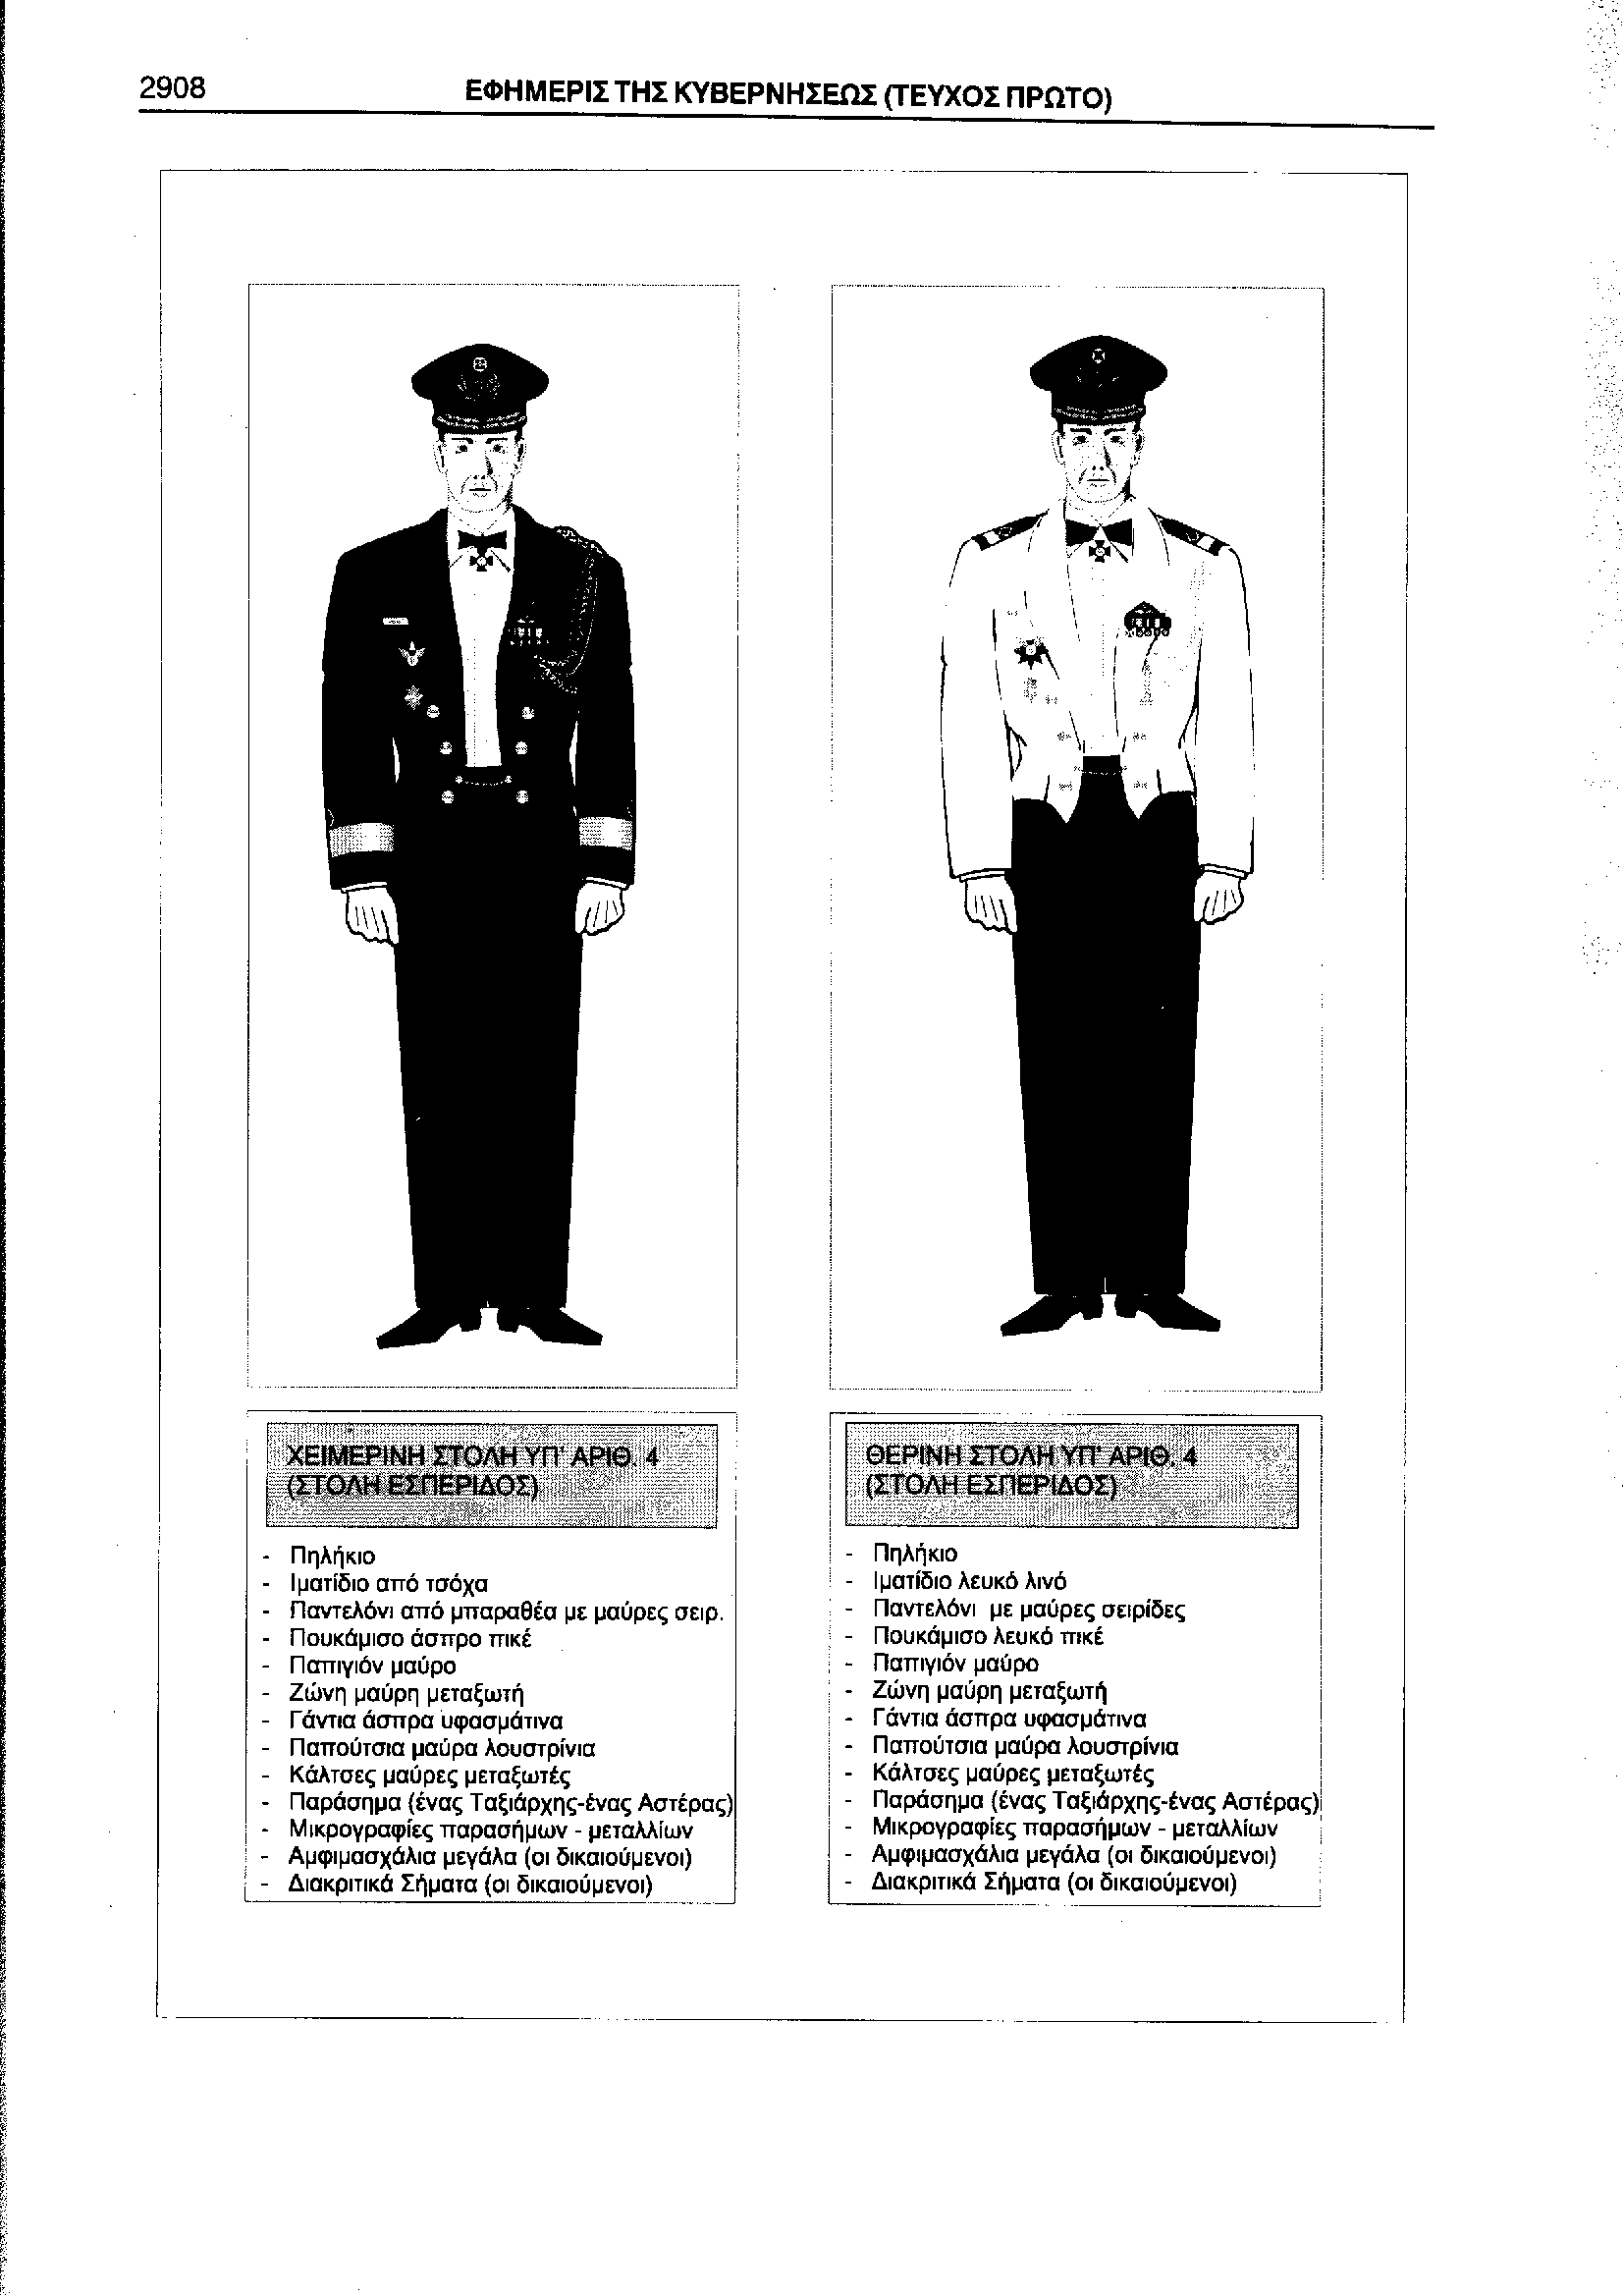 2908
ΕΦΗΜΕΡΙΣ ΤΗΣ ΚΥΒΕΡΝΗΣΕΩΣ (ΤΕΥΧΟΣ ΠΡΩΤΟ)
ΧΕΙΜΕΡΙΝΗ ΣΤΟΛΗ ΥΠ' ΑΡΙΘ. 4
(ΣΤΟΛΗ ΕΣΠΕΡΙΔΟΣ)
- Πηλήκιο
- Ιματίδιο από τσόχα
- Παντελόνι από μπαραθέα με μαύρες σειρ.
- Πουκάμισο άσπρο πικέ
- Παπιγιόν μαύρο
- Ζώνη μαύρη μεταξωτή
- Γάντια άσπρα υφασμάτινα
- Παπούτσια μαύρα λουστρίνια
- Κάλτσες μαύρες μεταξωτές
- Παράσημα (ένας Ταξιάρχης-ένας Αστέρας)
- Μικρογραφίες παρασήμων - μεταλλίων
- Αμφιμασχάλια μεγάλα (οι δικαιούμενοι)
- Διακριτικά Σήματα (οι δικαιούμενοι)
ΘΕΡΙΝΗ ΣΤΟΛΗ ΥΠ' ΑΡΙΘ. 4
(ΣΤΟΛΗ ΕΣΠΕΡΙΔΟΣ)
- Πηλήκιο
- Ιματίδιο λευκό λινό
- Παντελόνι με μαύρες σειρίδες
- Πουκάμισο λευκό πικέ
- Παπιγιόν μαύρο
- Ζώνη μαύρη μεταξωτή
- Γάντια άσπρα υφασμάτινα
- Παπούτσια μαύρα λουστρίνια
- Κάλτσες μαύρες μεταξωτές
- Παράσημα (ένας Ταξιάρχης-ένας Αστέρας)
- Μικρογραφίες παρασήμων - μεταλλίων
- Αμφιμασχάλια μεγάλα (οι δικαιούμενοι)
- Διακριτικά Σήματα (οι δικαιούμενοι)